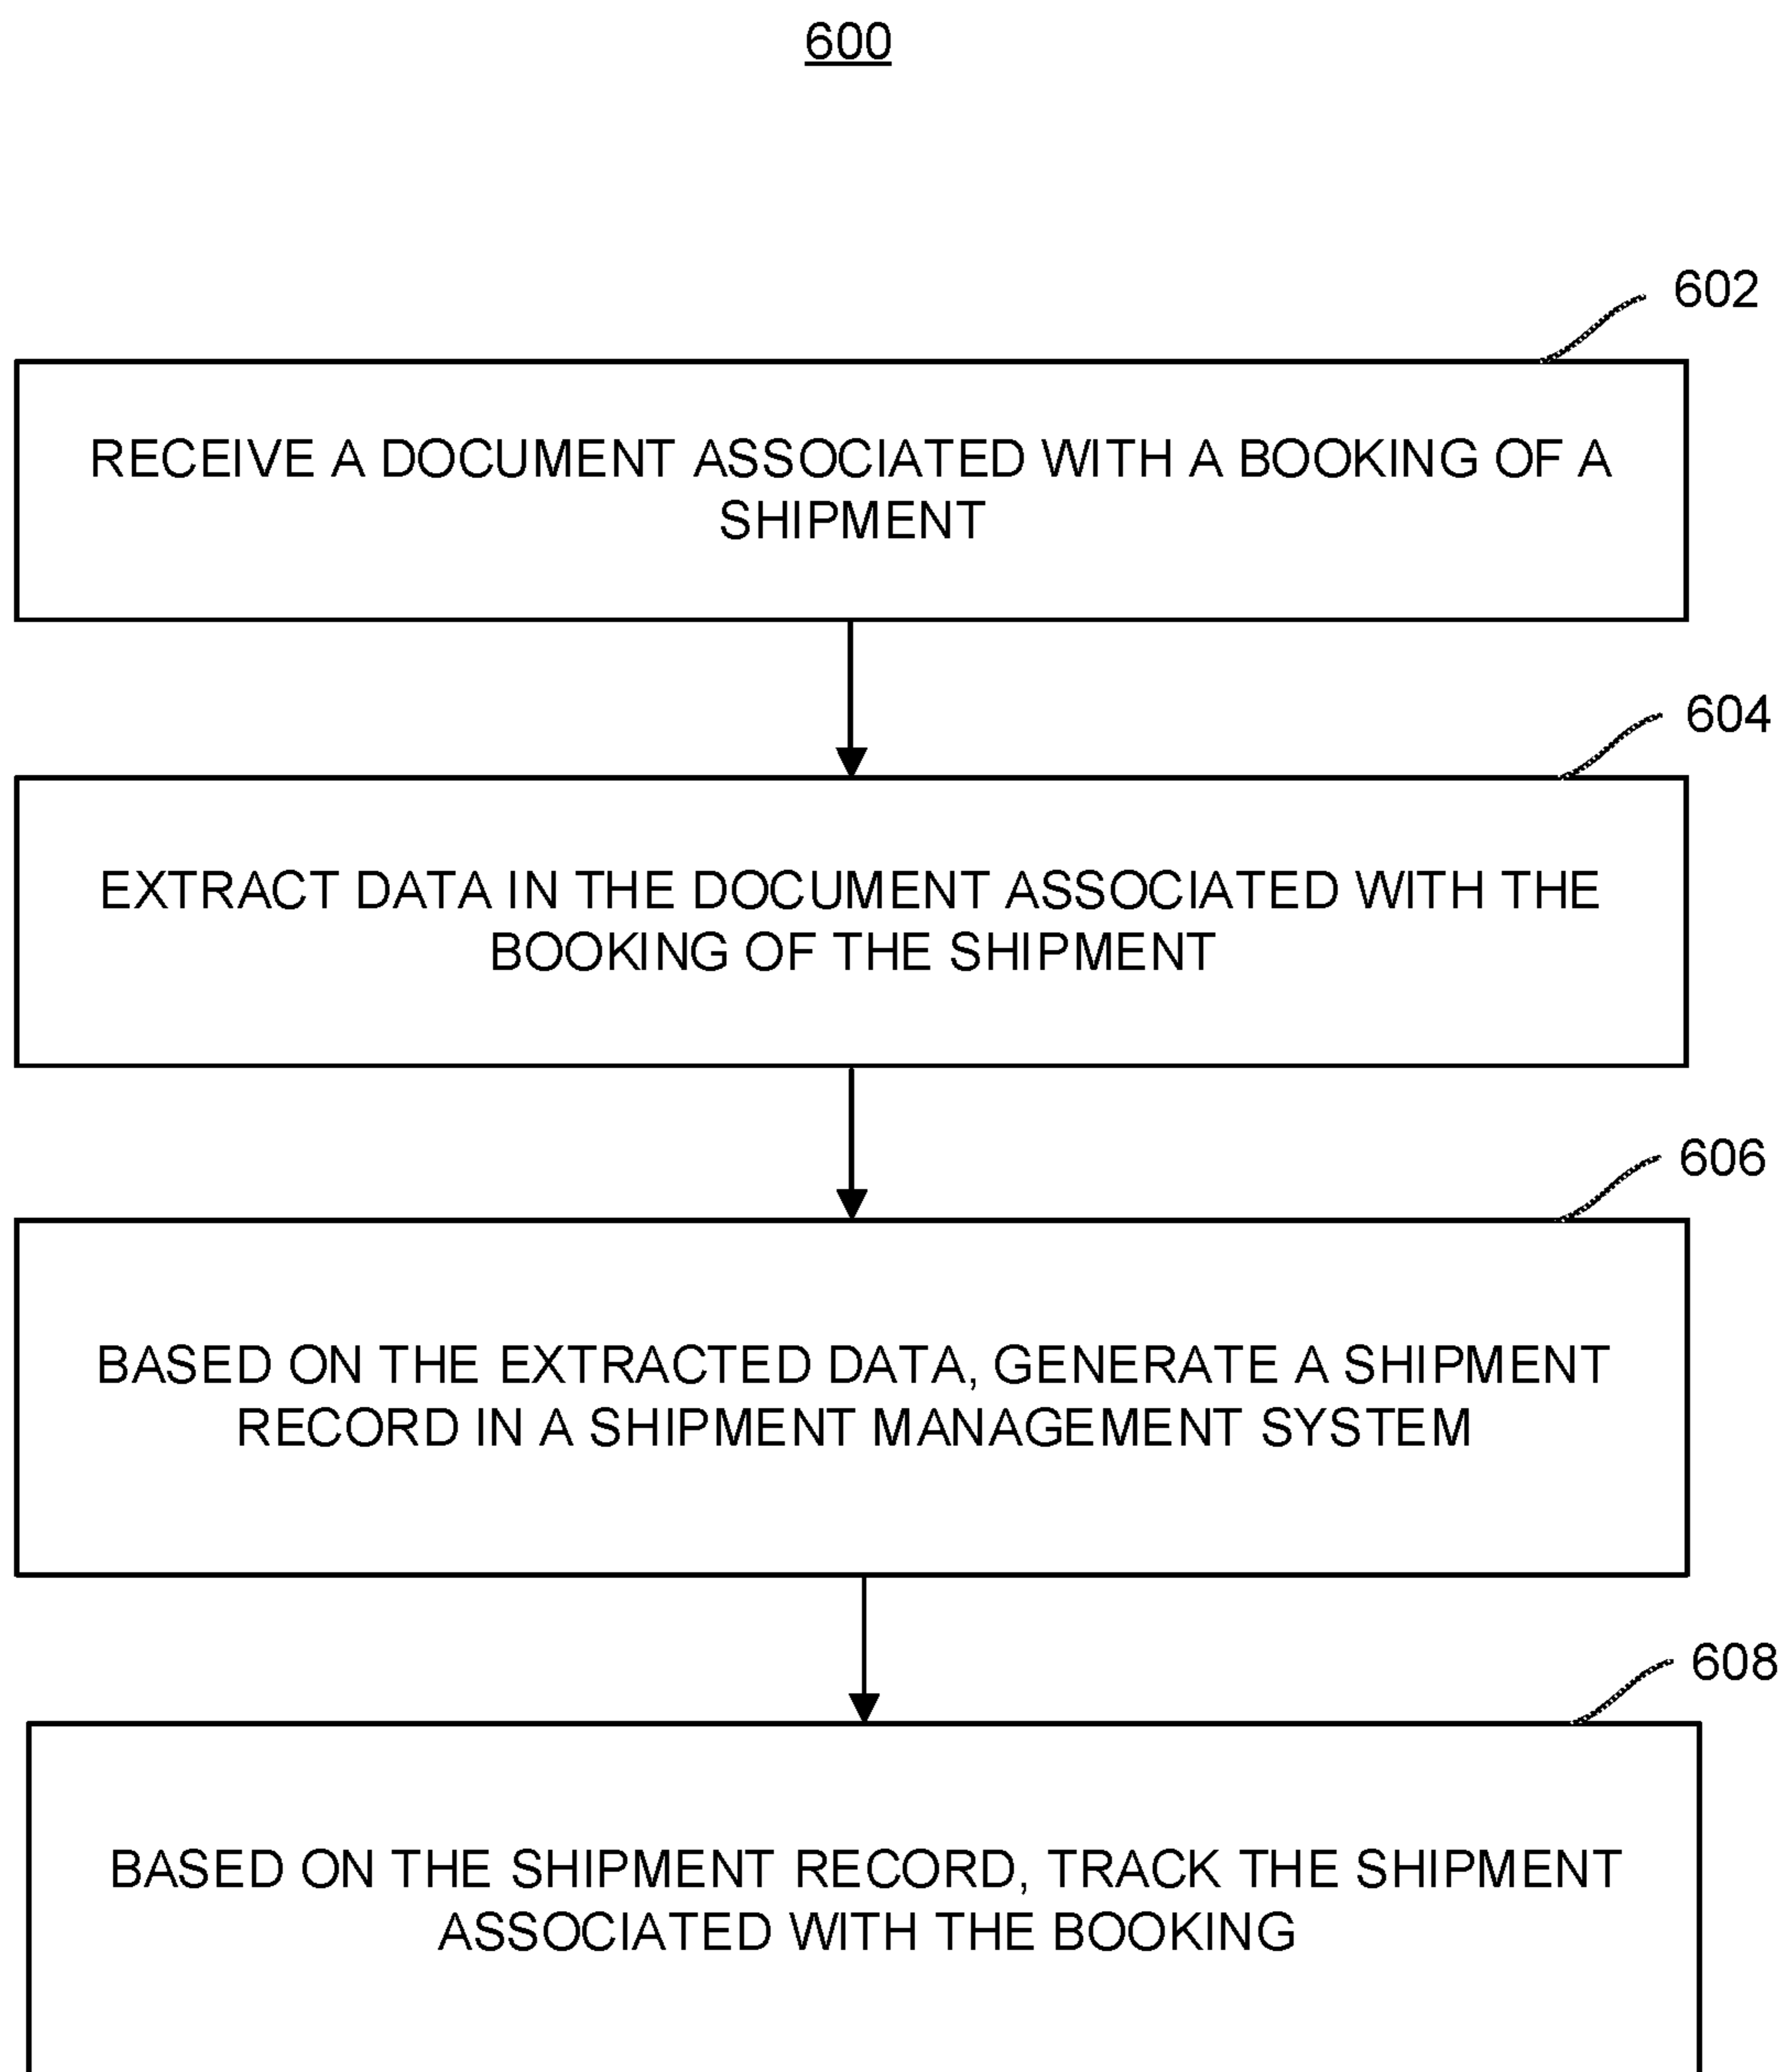 600
602
RECEIVE A DOCUMENT ASSOCIATED WITH A BOOKING OF A
SHIPMENT
604
EXTRACT DATA IN THE DOCUMENT ASSOCIATED WITH THE
BOOKING OF THE SHIPMENT
606
BASED ON THE EXTRACTED DATA, GENERATE A SHIPMENT
RECORD IN A SHIPMENT MANAGEMENT SYSTEM
608
BASED ON THE SHIPMENT RECORD, TRACK THE SHIPMENT
ASSOCIATED WITH THE BOOKING